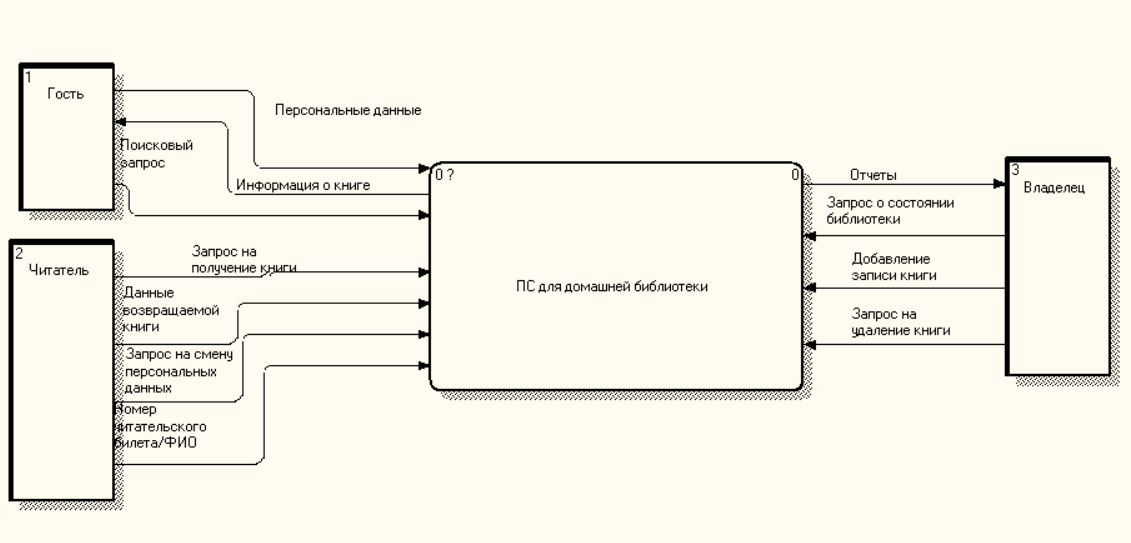 1
Гость
Персональные данные
Поисковый
запрос
Информация о книге
2
Читатель
Запрос на
получение книги
Данные
возвращаемой
книги
Запрос на смену
персональных
данных
Номер
читательского
билета/ФИО
0 ?
0
ПС для домашней библиотеки
Отчеты
Запрос о состоянии
библиотеки
Добавление
записи книги
Запрос на
удаление книги
3
Владелец